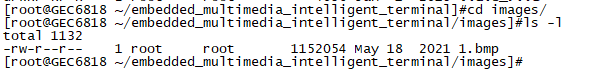 [root@GEC6818 ~/embedded_multimedia_intelligent_terminal]#cd images/
[root@GEC6818 ~/embedded_multimedia_intelligent_terminal/images]#ls -l
total 1132
-rw-r--r-- 1 root root 1152054 May 18 2021 1.bmp
[root@GEC6818 ~/embedded_multimedia_intelligent_terminal/images]#